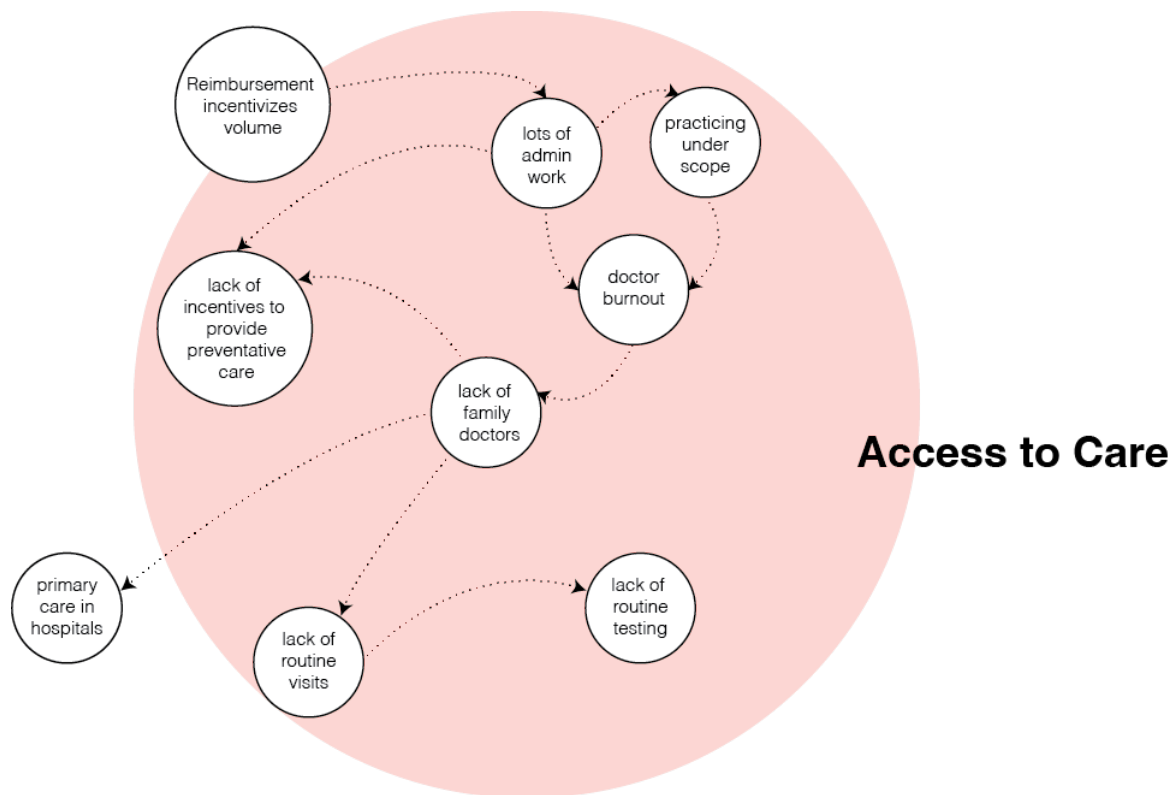 Reimbursement
incentivizes
volume
lots of
admin
work
practicing
under
scope
lack of
incentives to
provide
preventative
care
doctor
burnout
lack of
family
doctors
Access to Care
primary
care in
hospitals
lack of
routine
visits
lack of
routine
testing